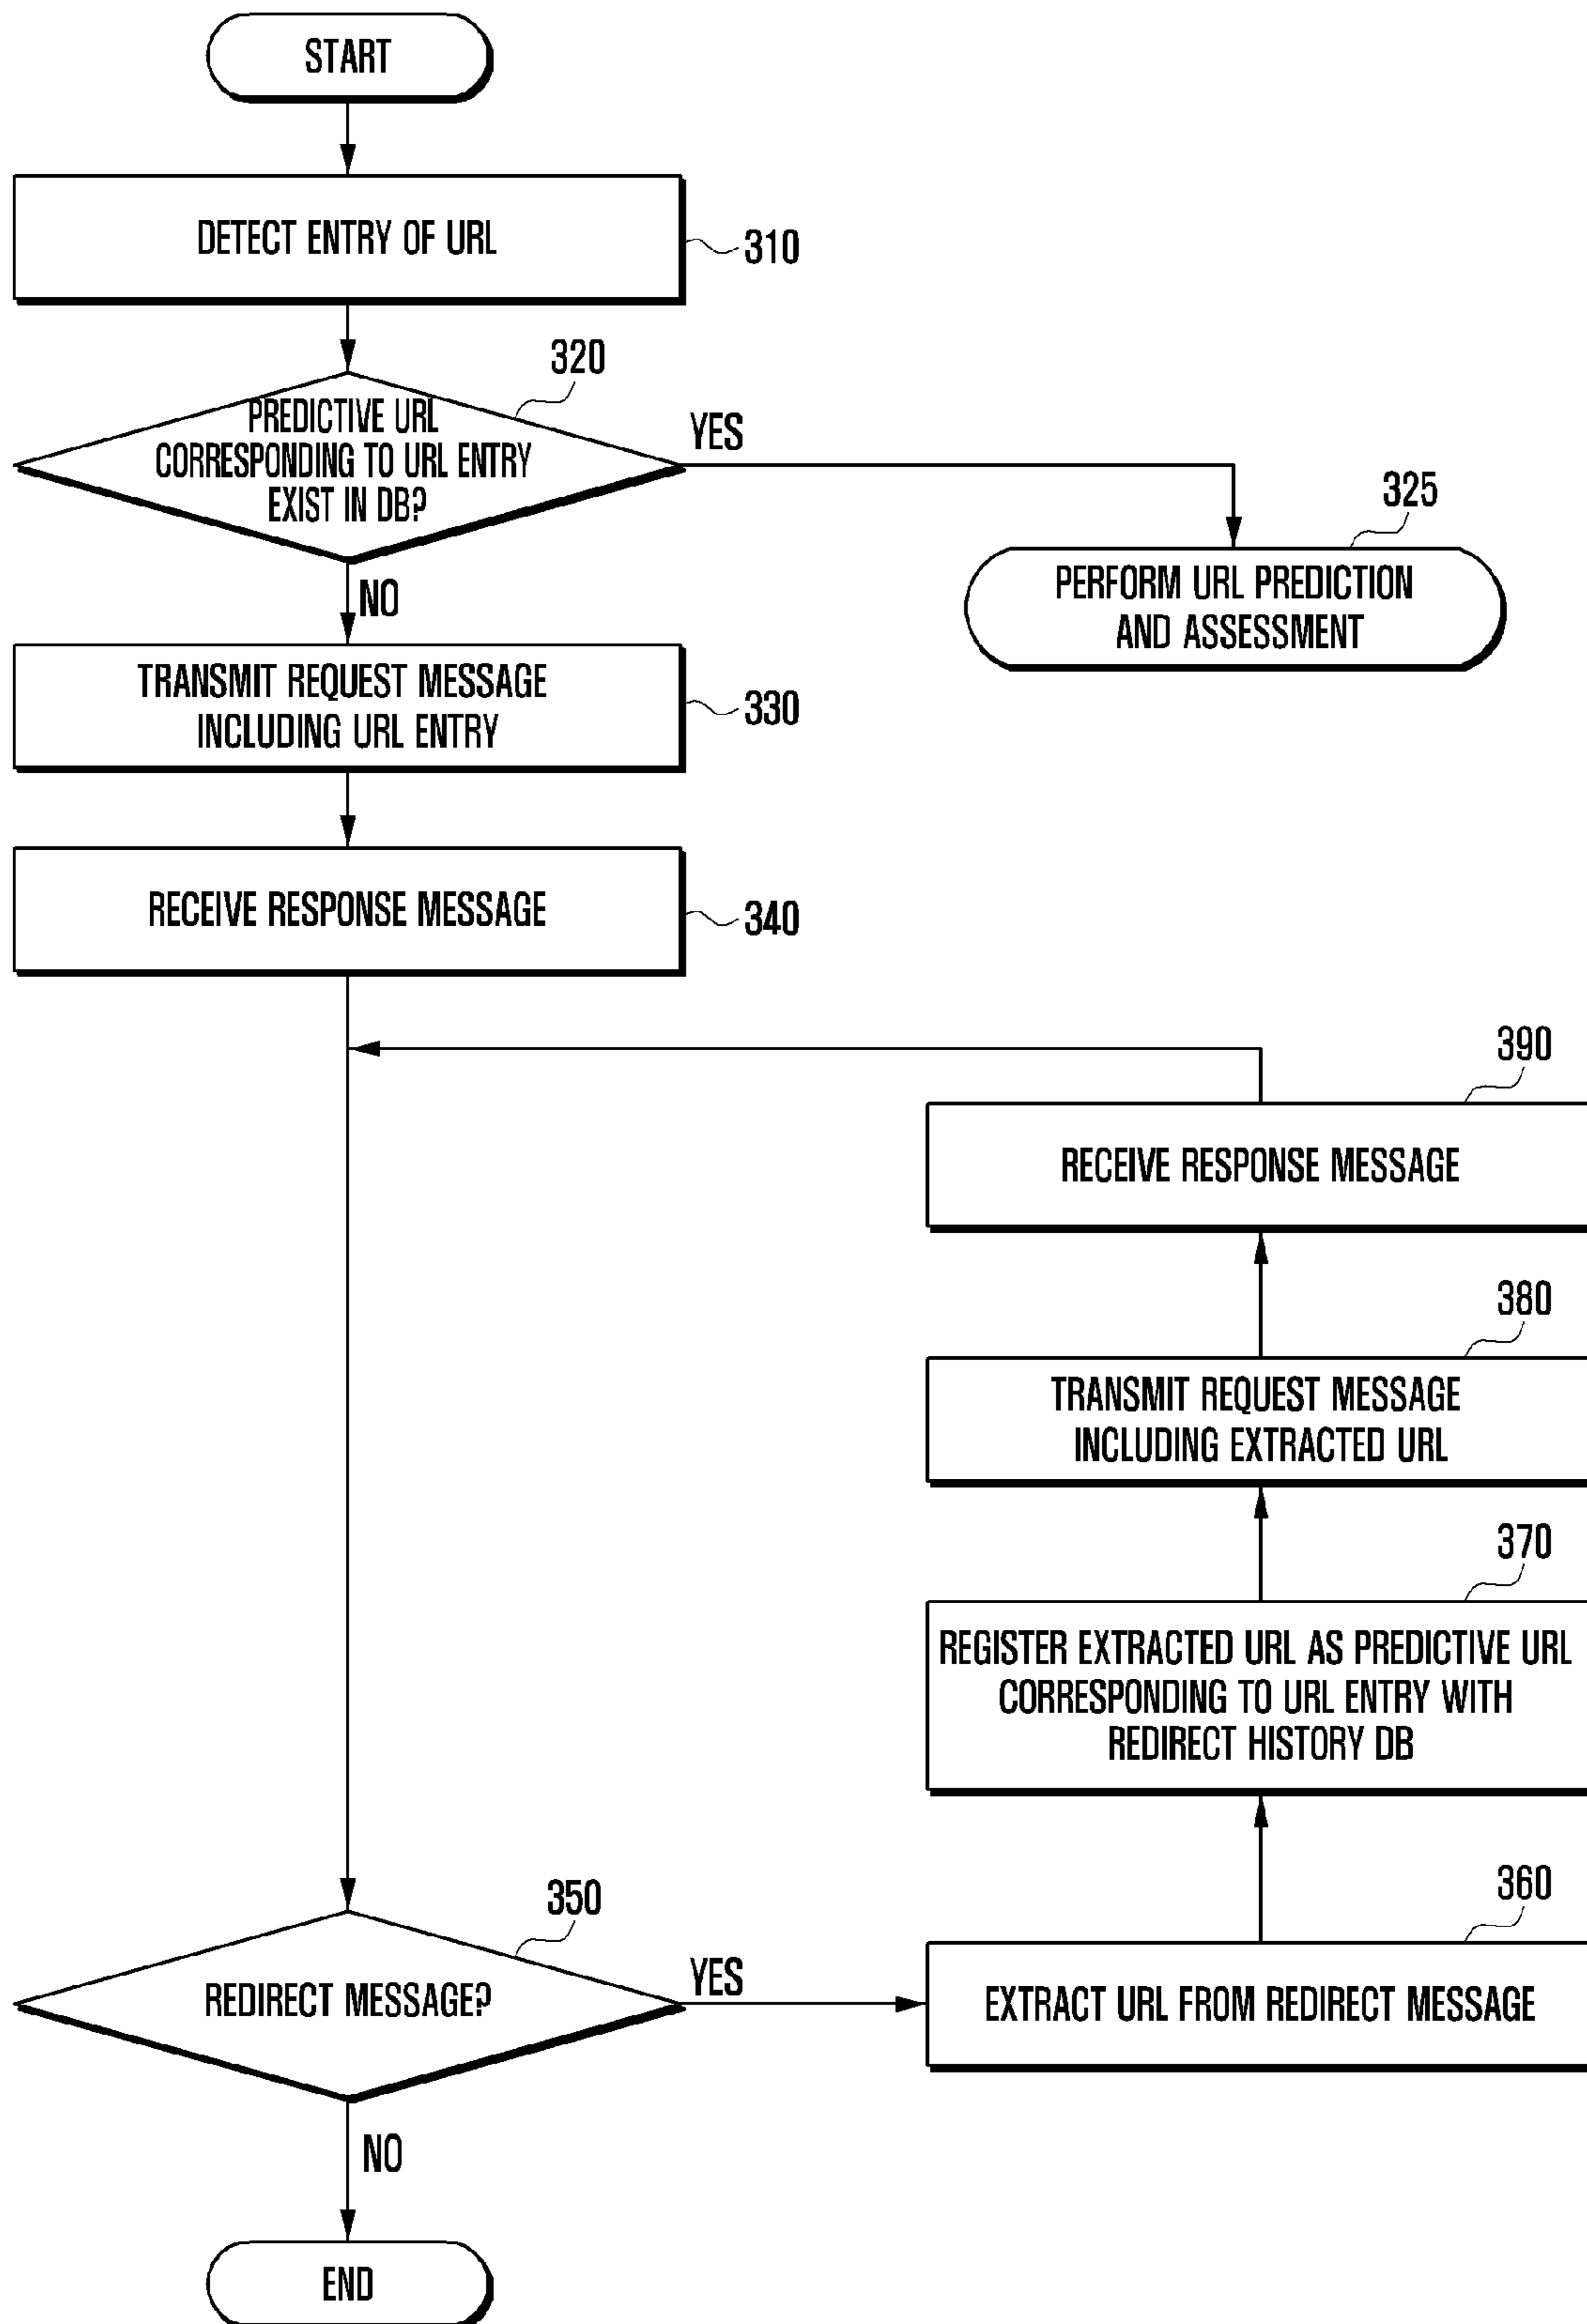 START
DETECT ENTRY OF URL
310
320
PREDICTIVE URL
CORRESPONDING TO URL ENTRY
EXIST IN DB?
YES
325
PERFORM URL PREDICTION
AND ASSESSMENT
NO
TRANSMIT REQUEST MESSAGE
INCLUDING URL ENTRY
330
RECEIVE RESPONSE MESSAGE
340
390
RECEIVE RESPONSE MESSAGE
380
TRANSMIT REQUEST MESSAGE
INCLUDING EXTRACTED URL
370
REGISTER EXTRACTED URL AS PREDICTIVE URL
CORRESPONDING TO URL ENTRY WITH
REDIRECT HISTORY DB
350
360
REDIRECT MESSAGE?
YES
EXTRACT URL FROM REDIRECT MESSAGE
NO
END